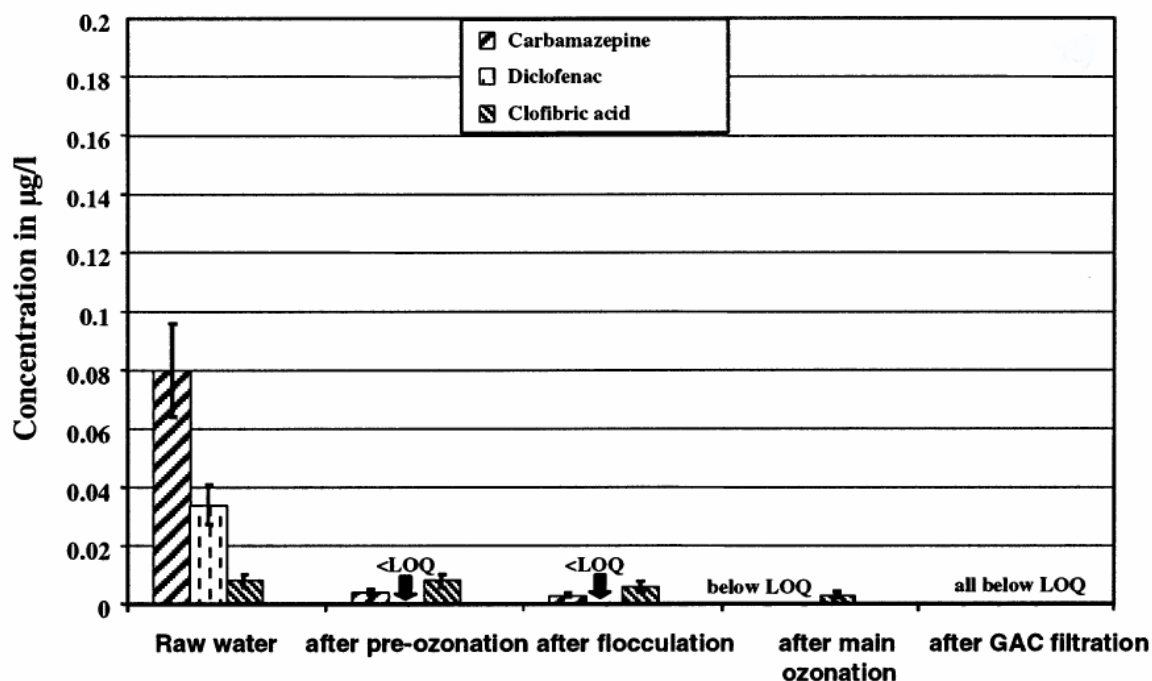 Concentration in µg/l
0.2
0.18
0.16
0.14
0.12
0.1
0.08
0.06
0.04
0.02
0
Carbamazepine
Diclofenac
Clofibric acid
<LOQ
<LOQ
below LOQ
all below LOQ
Raw water
after pre-ozonation
after flocculation
after main
ozonation
after GAC filtration